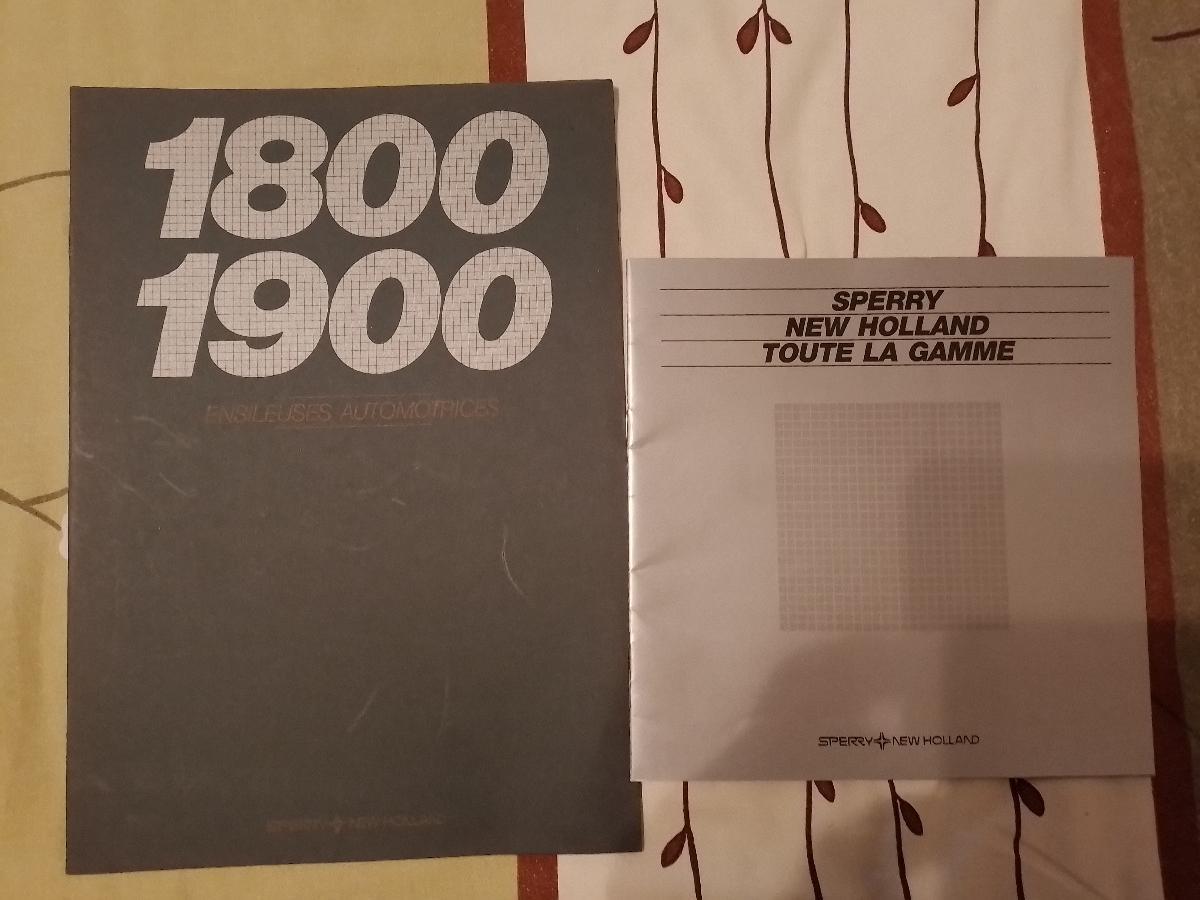 1800
1900
ENSILEUSES AUTOMOTRICES
SPERRY NEW HOLLAND
SPERRY
NEW HOLLAND
TOUTE LA GAMME
SPERRY NEW HOLLAND